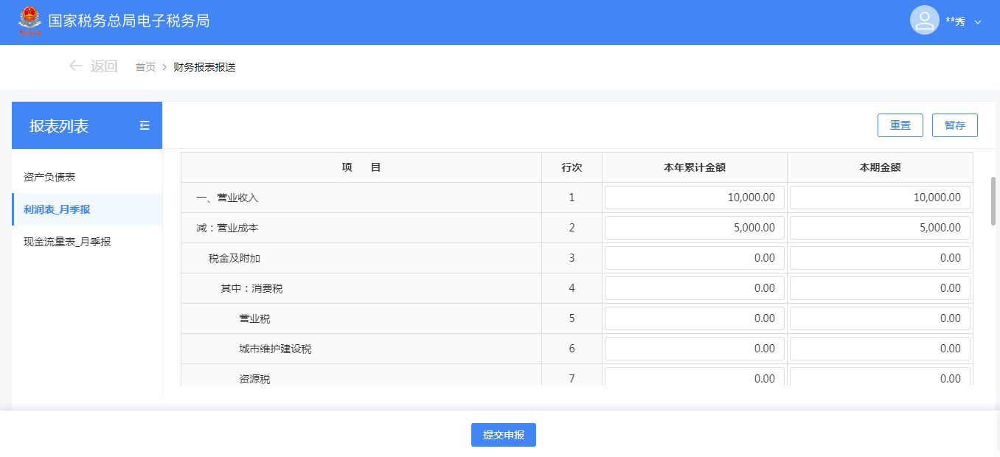 国家税务总局电子税务局
**秀
返回 首页 > 财务报表报送
报表列表
重置 暂存
资产负债表
利润表_月季报
现金流量表_月季报
项 目 行次 本年累计金额 本期金额
一、营业收入 1 10,000.00 10,000.00
减：营业成本 2 5,000.00 5,000.00
税金及附加 3 0.00 0.00
其中：消费税 4 0.00 0.00
营业税 5 0.00 0.00
城市维护建设税 6 0.00 0.00
资源税 7 0.00 0.00
提交申报